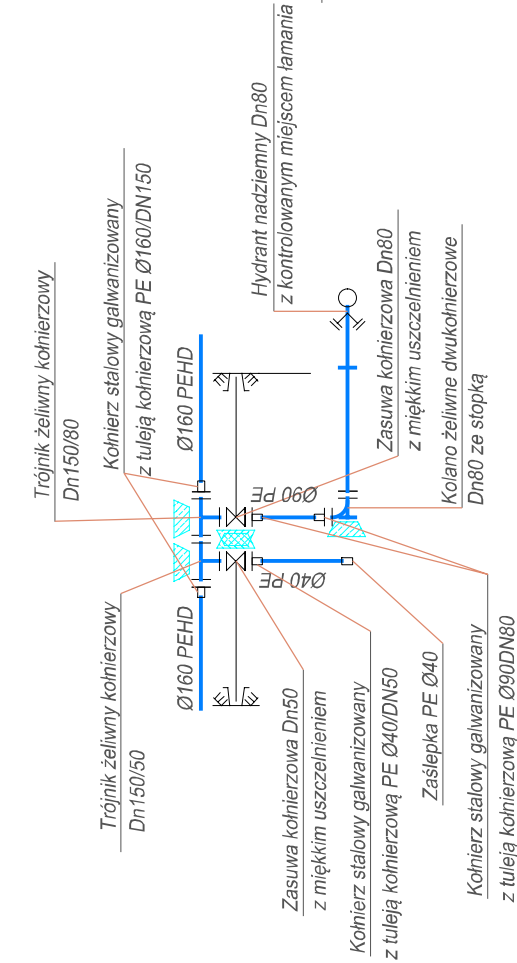 Trójnik żeliwny kołnierzowy
Dn150/50
Trójnik żeliwny kołnierzowy
Dn150/80
Kołnierz stalowy galwanizowany
z tuleją kołnierzową PE Ø160/DN150
Ø160 PEHD
Ø160 PEHD
Hydrant nadziemny Dn80
z kontrolowanym miejscem łamania
Ø90 PE
Ø40 PE
Zasuwa kołnierzowa Dn50
z miękkim uszczelnieniem
Zasuwa kołnierzowa Dn80
z miękkim uszczelnieniem
Kołnierz stalowy galwanizowany
z tuleją kołnierzową PE Ø40/DN50
Zaślepka PE Ø40
Kolano żeliwne dwukołnierzowe
Dn80 ze stopką
Kołnierz stalowy galwanizowany
z tuleją kołnierzową PE Ø90DN80